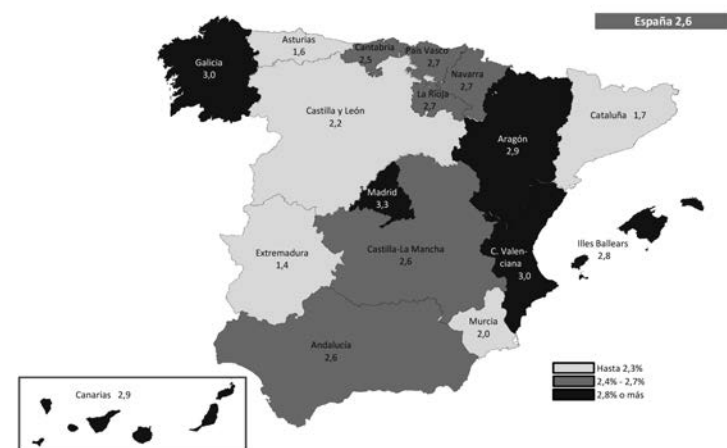 España 2,6
Asturias
1,6
Cantabria
2,5
País Vasco
2,7
Galicia
3,0
Navarra
2,7
La Rioja
2,7
Castilla y León
2,2
Cataluña 1,7
Aragón
2,9
Madrid
3,3
Extremadura
1,4
Castilla-La Mancha
2,6
C. Valen-
ciana
3,0
Illes Ballears
2,8
Murcia
2,0
Andalucía
2,6
Hasta 2,3%
2,4% - 2,7%
2,8% o más
Canarias 2,9